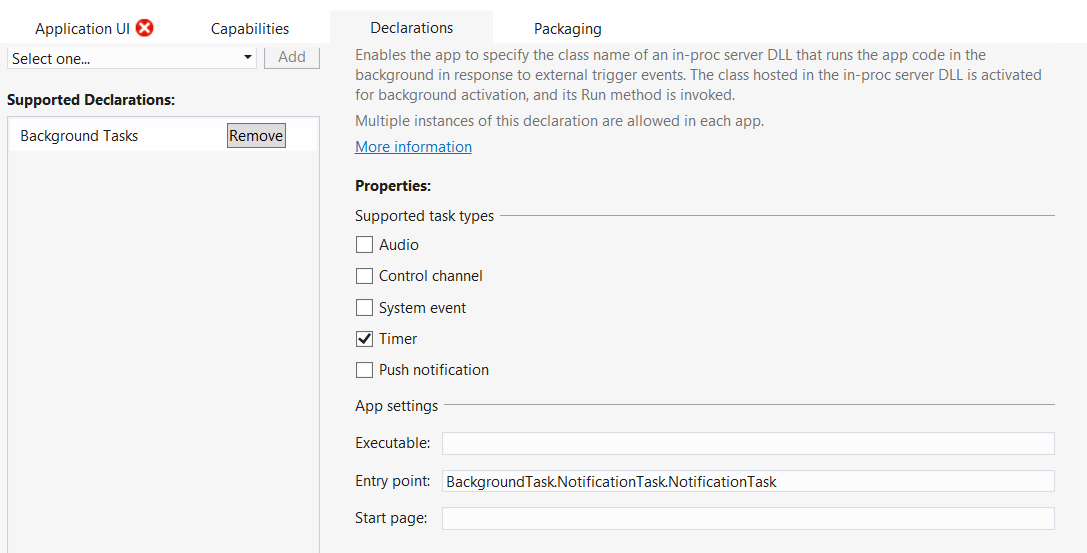 Application UI
Capabilities
Declarations
Packaging
Select one...
Add
Supported Declarations:
Background Tasks
Remove
Enables the app to specify the class name of an in-proc server DLL that runs the app code in the
background in response to external trigger events. The class hosted in the in-proc server DLL is activated
for background activation, and its Run method is invoked.
Multiple instances of this declaration are allowed in each app.
More information
Properties:
Supported task types
Audio
Control channel
System event
Timer
Push notification
App settings
Executable:
Entry point: BackgroundTask.NotificationTask.NotificationTask
Start page: